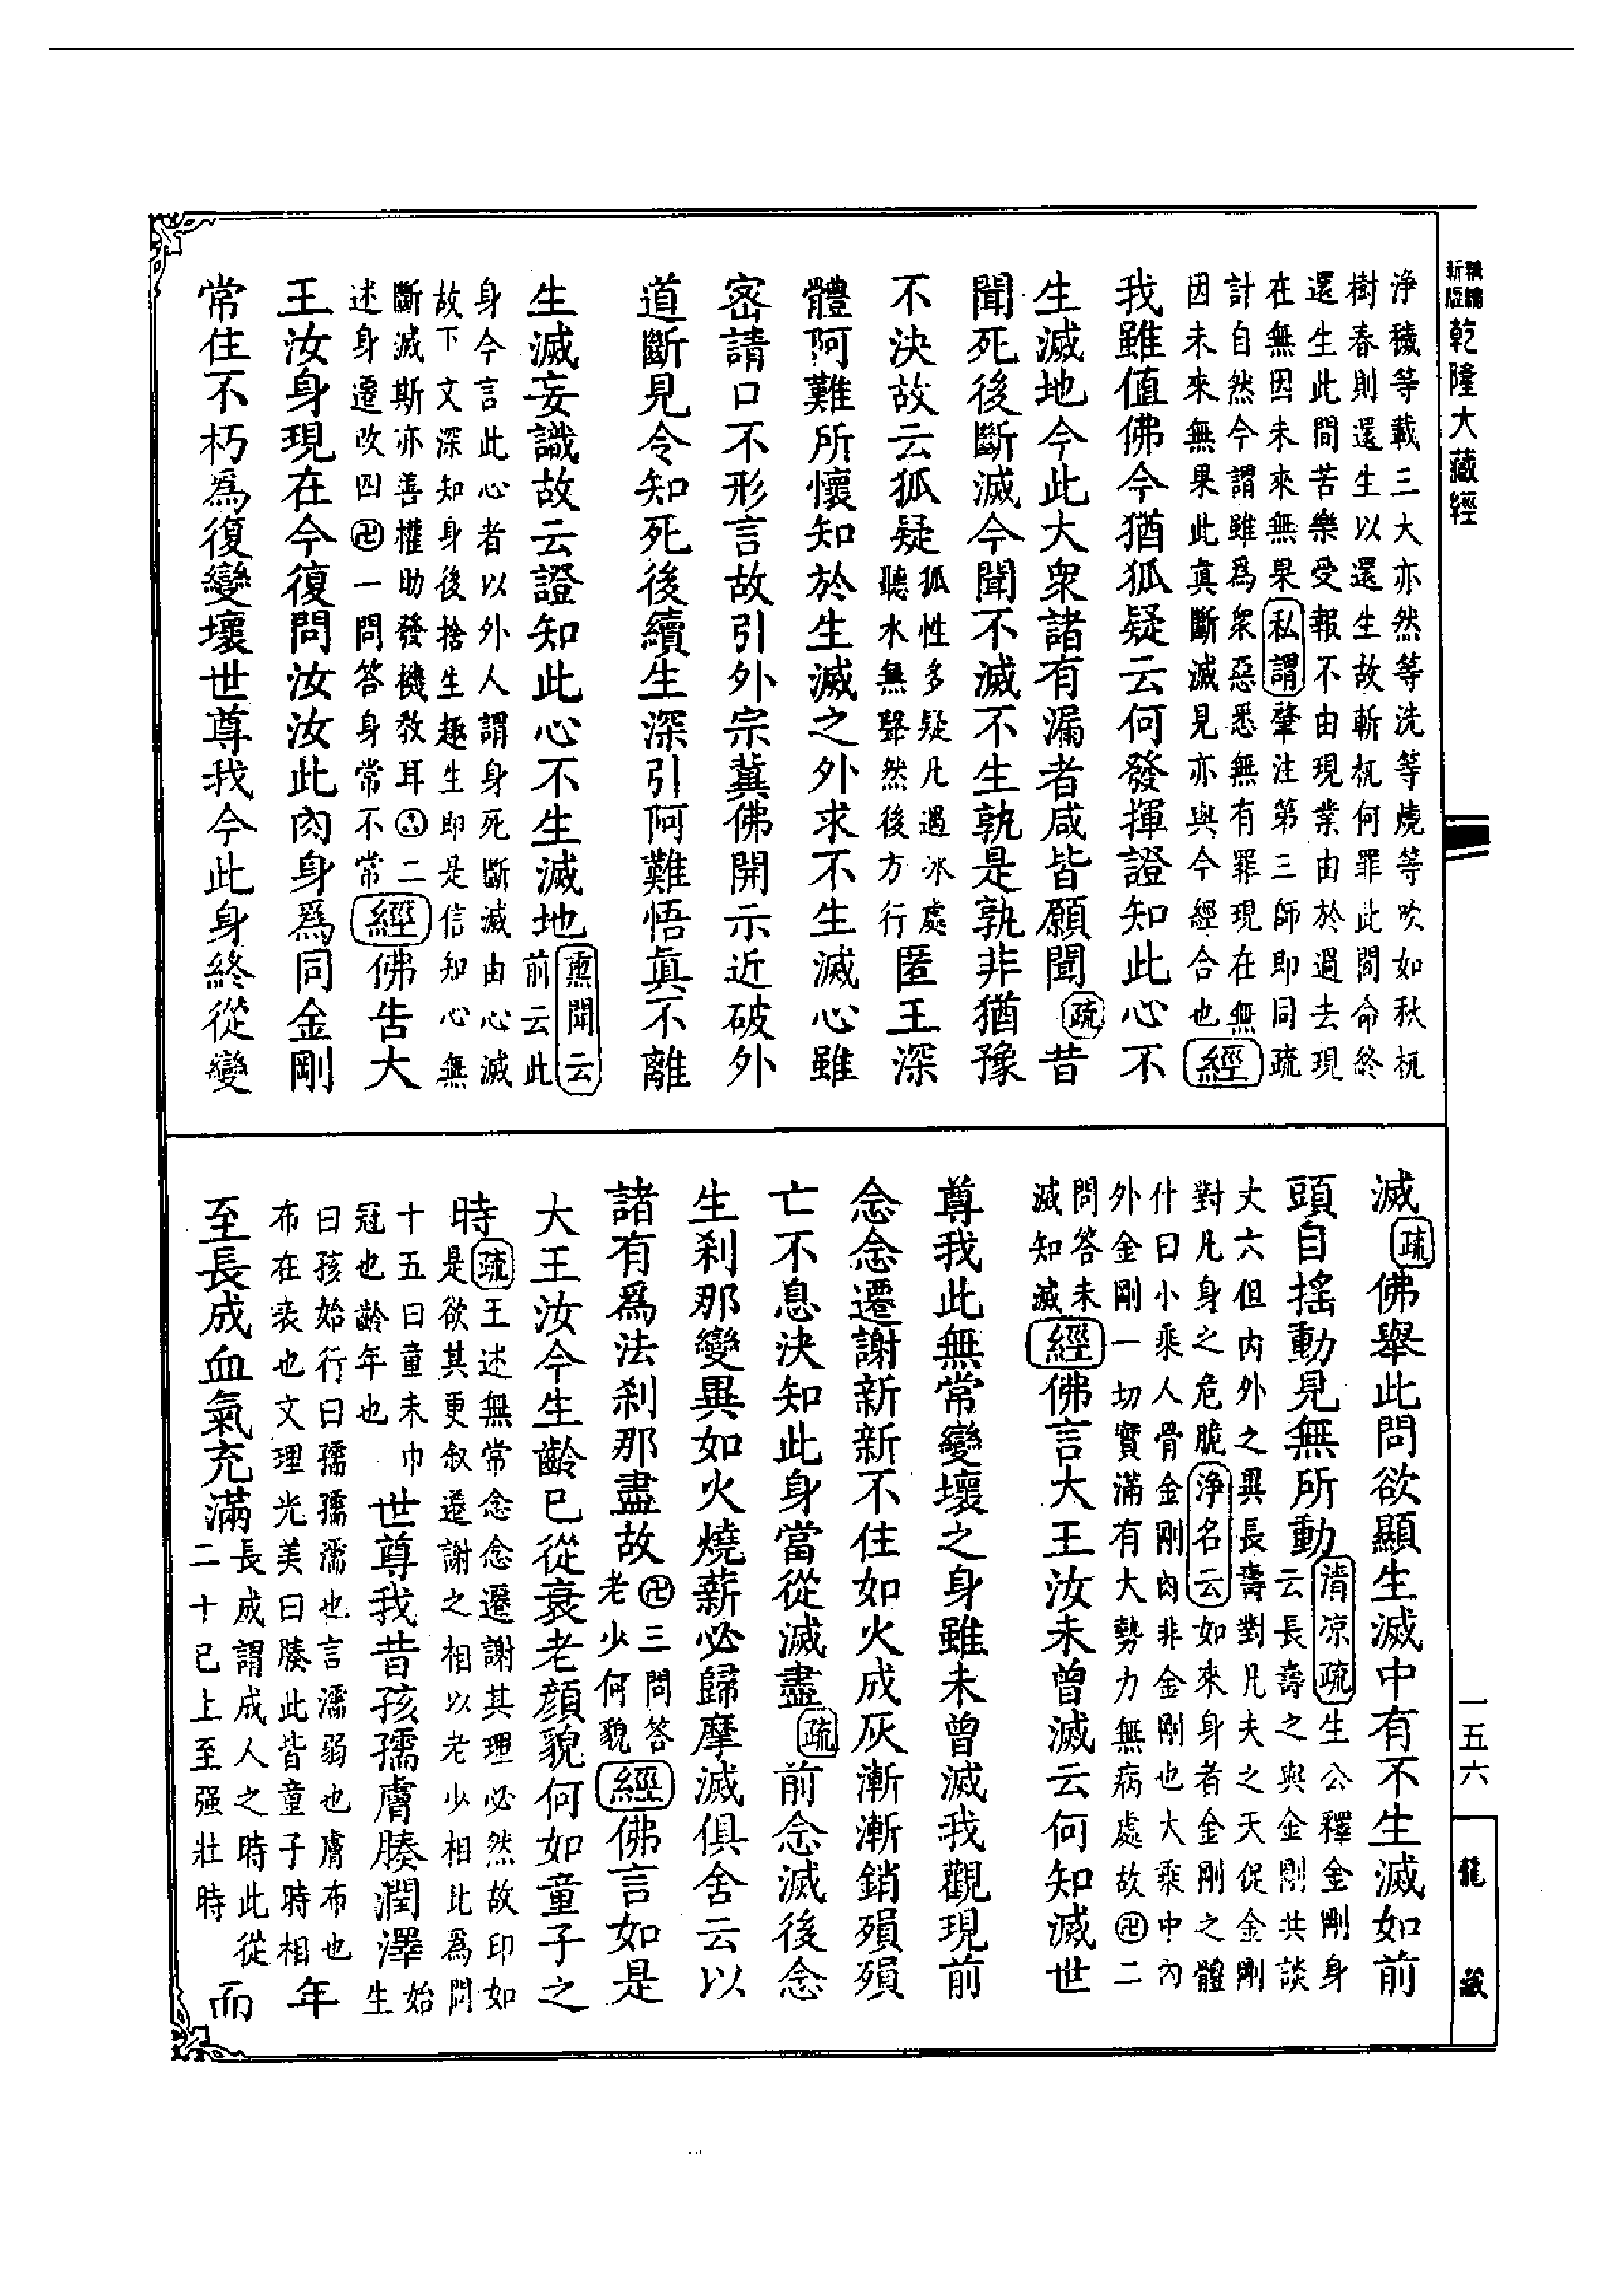 新版
精縮
乾隆大藏經
淨穢等載三大亦然等洗等燒等吹如秋杌
樹春則還生以還生故斬杌何罪此間命終
還生此間苦樂受報不由現業由於過去現
在無因未來無果私謂肇注第三師即同疏
計自然今謂雖爲衆惡悉無有罪現在無
因未來無果此眞斷滅見亦與今經合也經
我雖值佛今猶狐疑云何發揮證知此心不
生滅地今此大衆諸有漏者咸皆願聞疏昔
聞死後斷滅今聞不滅不生孰是孰非猶豫
不決故云狐疑狐性多疑凡過冰處聽水無聲然後方行匿王深
體阿難所懷知於生滅之外求不生滅心雖
密請口不形言故引外宗冀佛開示近破外
道斷見令知死後續生深引阿難悟眞不離
生滅妄識故云證知此心不生滅地熏聞云前云此
身今言此心者以外人謂身死斷滅由心滅
故下文深知身後捨生趣生即是信知心無
斷滅斯亦善權助發機教耳㊂二
述身遷改四卍一問答身常不常經佛告大
王汝身現在今復問汝汝此肉身爲同金剛
常住不朽爲復變壞世尊我今此身終從變
滅疏佛舉此問欲顯生滅中有不生滅如前
頭自搖動見無所動清涼疏云生公釋金剛身長壽之與金剛共談
丈六但內外之異長壽對凡夫之夭促金剛
對凡身之危脆淨名云如來身者金剛之體
什曰小乘人骨金剛肉非金剛也大乘中內
外金剛一切實滿有大勢力無病處故卍二
問答未
滅知滅經佛言大王汝未曾滅云何知滅世
尊我此無常變壞之身雖未曾滅我觀現前
念念遷謝新新不住如火成灰漸漸銷殞殞
亡不息決知此身當從滅盡疏前念滅後念
生剎那變異如火燒薪必歸摩滅俱舍云以
諸有爲法剎那盡故卍三問答老少何貌經佛言如是
大王汝今生齡已從衰老顏貌何如童子之
時疏王述無常念念遷謝其理必然故印如是欲其更敘遷謝之相以老少相比爲問
十五曰童未巾冠也齡年也世尊我昔孩孺膚腠潤澤始生
曰孩始行曰孺孺濡也言濡弱也膚布也布在表也文理光美曰腠此皆童子時相年
至長成血氣充滿長成謂成人之時此從二十已上至强壯時而
一五六
龍藏